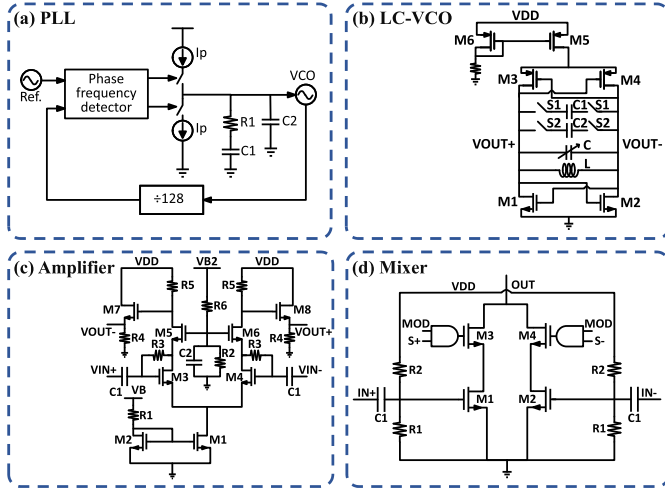 (a) PLL
Ip
Phase
frequency
detector
Ref.
VCO
Ip
R1
C2
C1
÷128
(b) LC-VCO
VDD
M6
M5
M3
M4
S1 C1 S1
S2 C2 S2
VOUT+
C
VOUT-
L
M1
M2
(c) Amplifier
VDD
VB2
VDD
R5
R5
R6
M7
M8
VOUT-
VOUT+
M5
M6
R4
R4
R3
C2
R2
R3
VIN+
VIN-
C1
M3
M4
C1
VB
R1
M2
M1
(d) Mixer
OUT
VDD
MOD
S+
M3
M4
MOD
S-
R2
R2
IN+
IN-
C1
M1
M2
C1
R1
R1